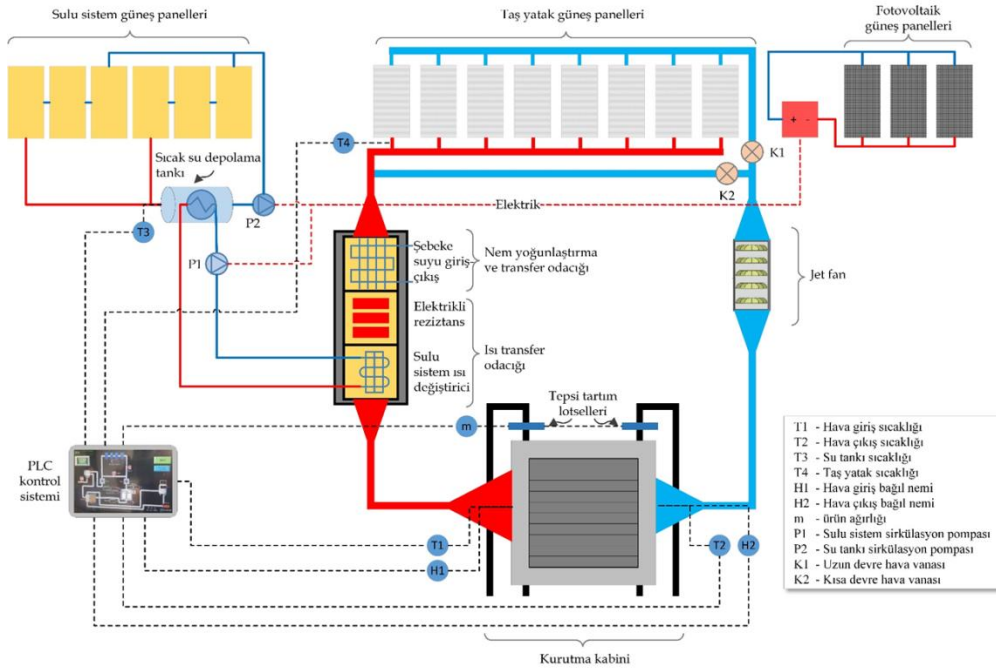 Sulu sistem güneş panelleri
Taş yatak güneş panelleri
Fotovoltaik
güneş panelleri
+ -
T4
K1
K2
Sıcak su depolama
tankı
Elektrik
P2
T3
P1
Şebeke
suyu giriş-
çıkış
Nem yoğunlaştırma
ve transfer odacığı
Jet fan
Elektrikli
reziztans
Isı transfer
odacığı
Sulu
sistem ısı
değiştirici
Tepsi tartım
lotselleri
m
PLC
kontrol
sistemi
T1
H1
T2
H2
Kurutma kabini
T1 - Hava giriş sıcaklığı
T2 - Hava çıkış sıcaklığı
T3 - Su tankı sıcaklığı
T4 - Taş yatak sıcaklığı
H1 - Hava giriş bağıl nemi
H2 - Hava çıkış bağıl nemi
m - ürün ağırlığı
P1 - Sulu sistem sirkülasyon pompası
P2 - Su tankı sirkülasyon pompası
K1 - Uzun devre hava vanası
K2 - Kısa devre hava vanası